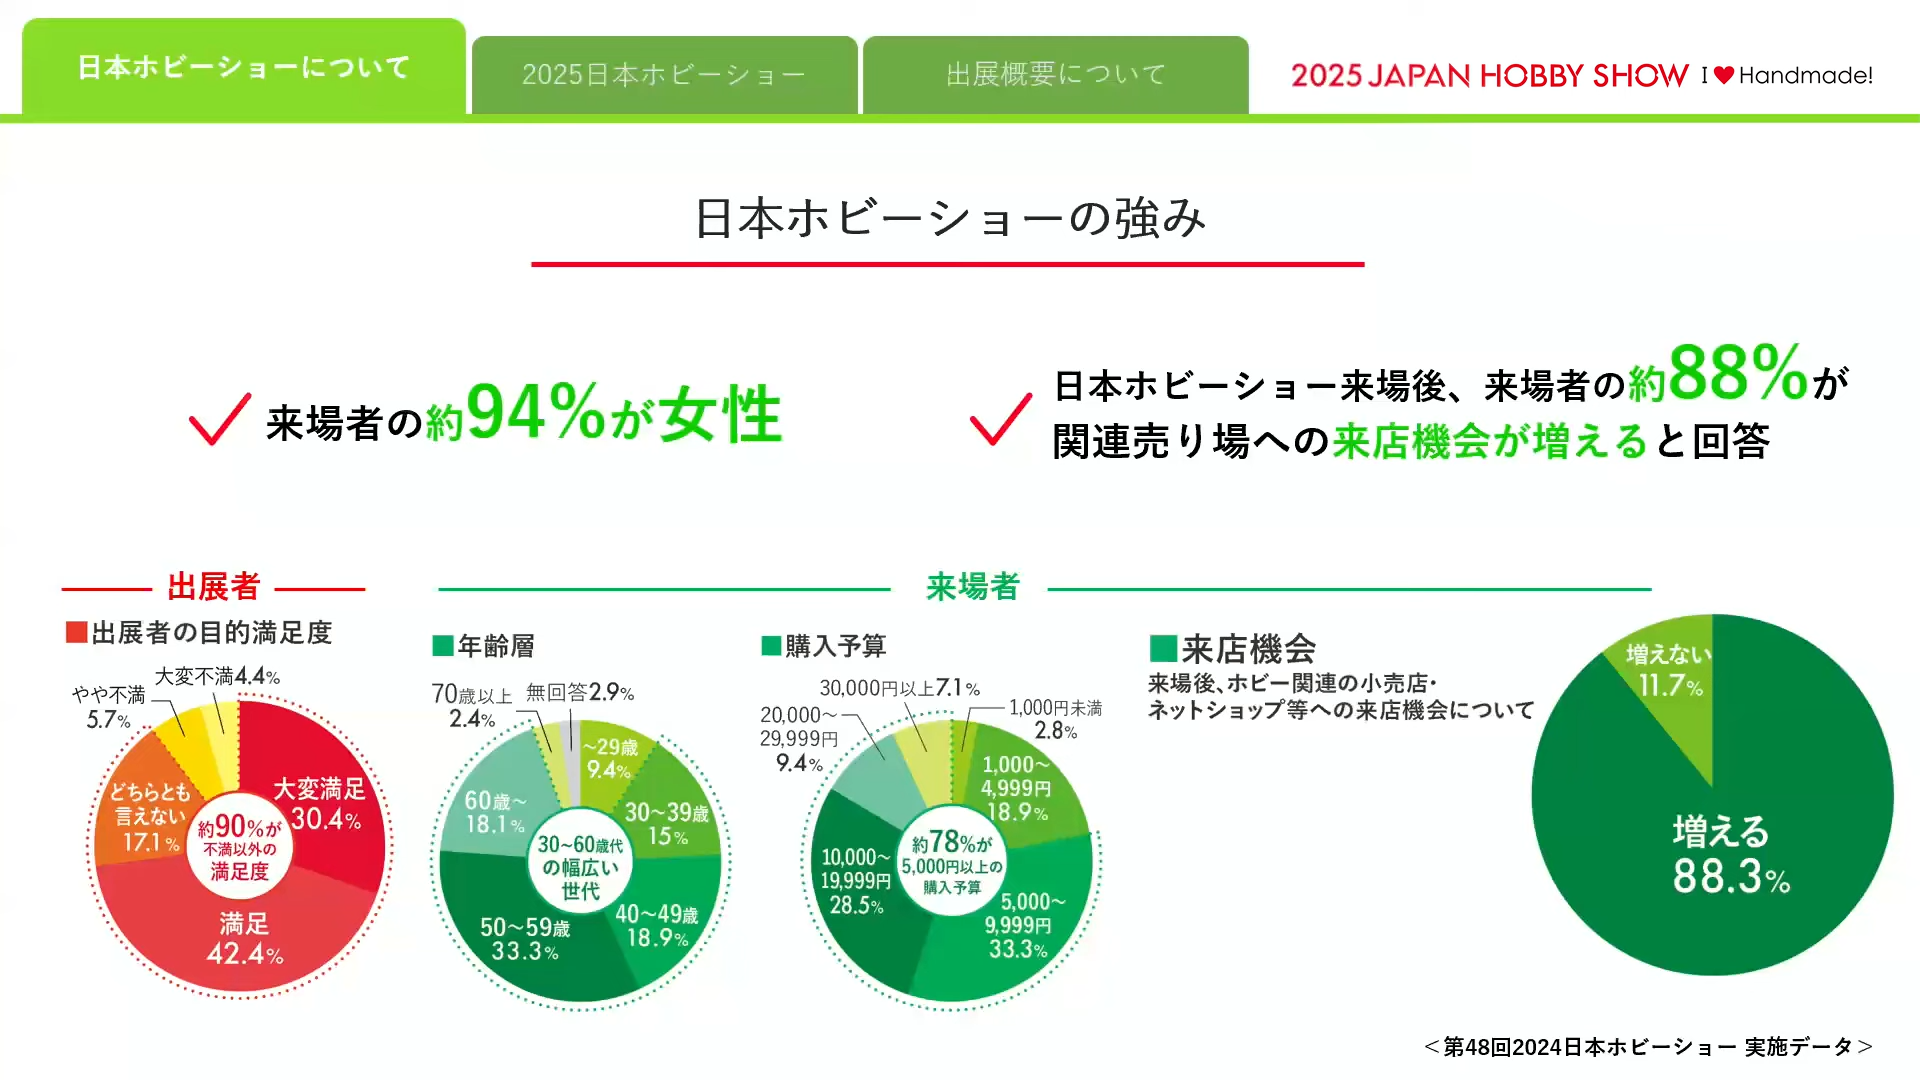 日本ホビーショーについて
2025日本ホビーショー
出展概要について
2025 JAPAN HOBBY SHOW I ♥ Handmade!
日本ホビーショーの強み
来場者の約94%が女性
日本ホビーショー来場後、来場者の約88%が
関連売り場への来店機会が増えると回答
出展者
■出展者の目的満足度
大変不満4.4%
やや不満
5.7%
どちらとも
言えない
17.1%
大変満足
30.4%
約90%が
不満以外の
満足度
満足
42.4%
来場者
■年齢層
70歳以上
2.4%
無回答2.9%
~29歳
9.4%
60歳~
18.1%
30~39歳
15%
30~60歳代
の幅広い
世代
50~59歳
33.3%
40~49歳
18.9%
■購入予算
30,000円以上7.1%
20,000~
29,999円
9.4%
1,000円未満
2.8%
1,000~
4,999円
18.9%
約78%が
5,000円以上の
購入予算
10,000~
19,999円
28.5%
5,000~
9,999円
33.3%
■来店機会
来場後、ホビー関連の小売店・
ネットショップ等への来店機会について
増えない
11.7%
増える
88.3%
＜第48回2024日本ホビーショー 実施データ＞